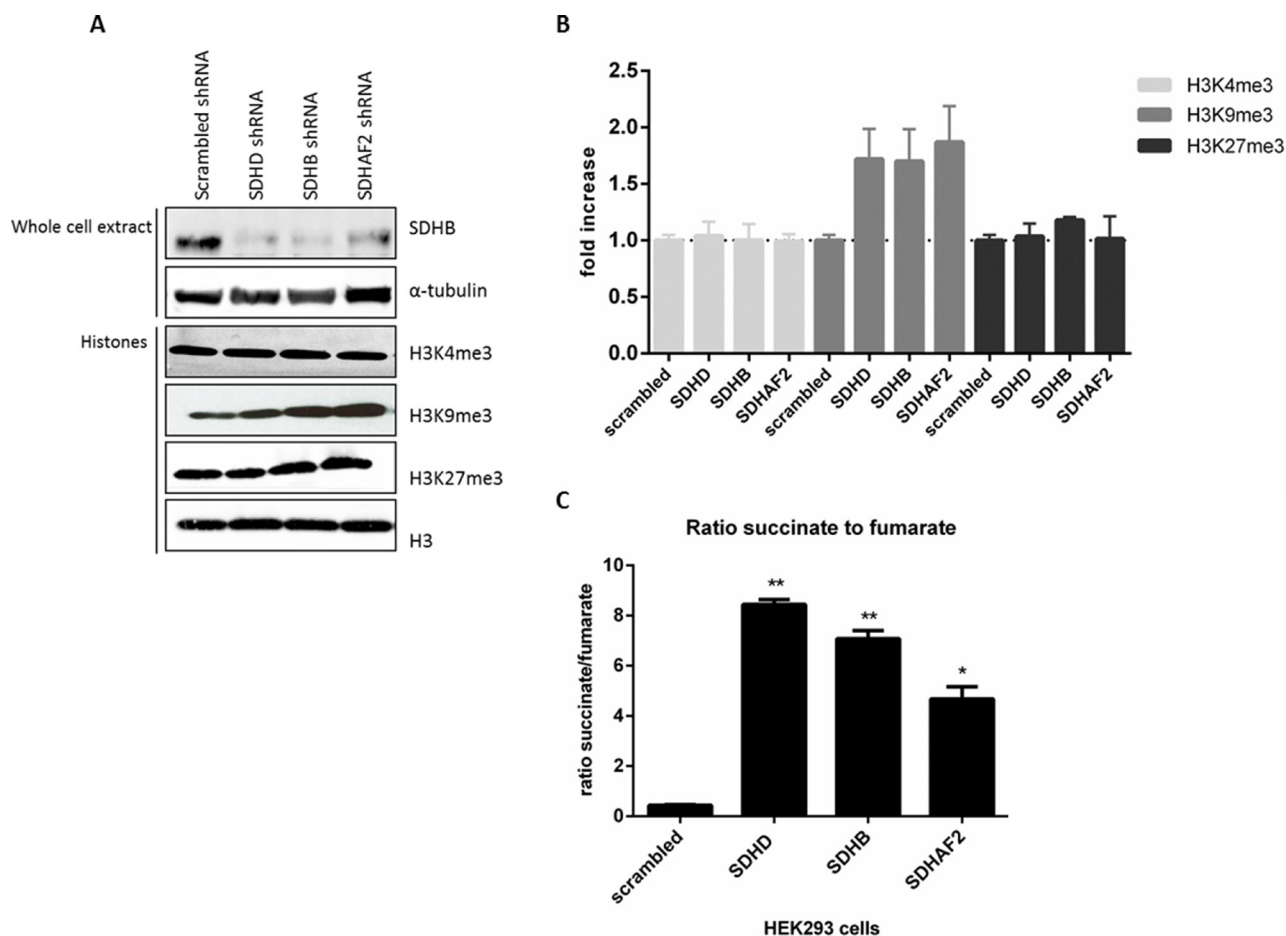 A
Scrambled shRNA
SDHD shRNA
SDHB shRNA
SDHAF2 shRNA
Whole cell extract
SDHB
α-tubulin
Histones
H3K4me3
H3K9me3
H3K27me3
H3
B
fold increase
2.5
2.0
1.5
1.0
0.5
0.0
scrambled
SDHD
SDHB
SDHAF2
scrambled
SDHD
SDHB
SDHAF2
scrambled
SDHD
SDHB
SDHAF2
H3K4me3
H3K9me3
H3K27me3
C
Ratio succinate to fumarate
ratio succinate/fumarate
10
8
6
4
2
0
**
**
*
scrambled
SDHD
SDHB
SDHAF2
HEK293 cells